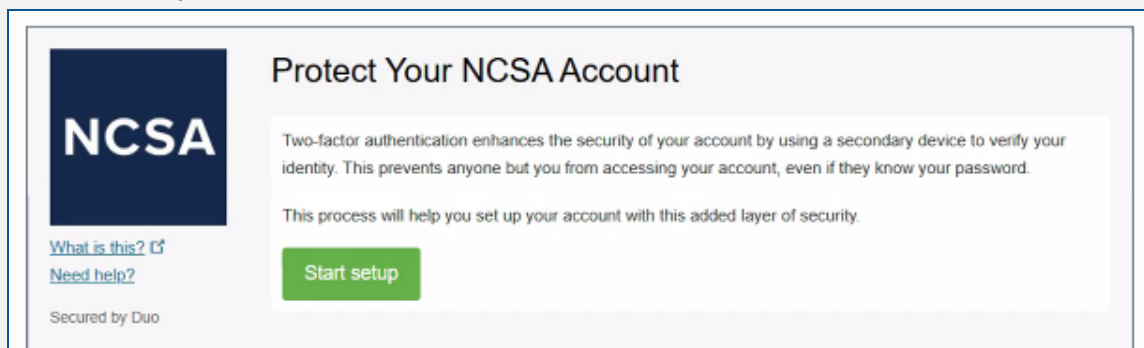 NCSA
Protect Your NCSA Account
Two-factor authentication enhances the security of your account by using a secondary device to verify your
identity. This prevents anyone but you from accessing your account, even if they know your password.
This process will help you set up your account with this added layer of security.
Start setup
What is this?
Need help?
Secured by Duo